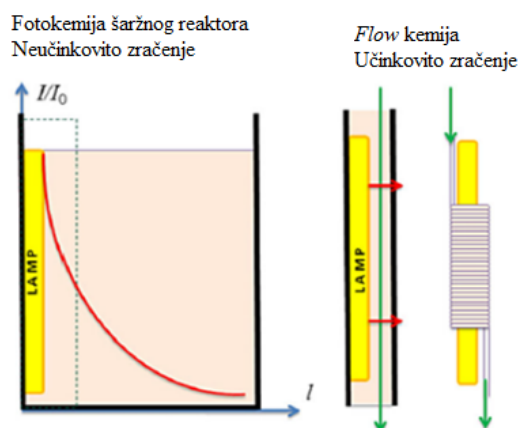 Fotokemija šaržnog reaktora
Neučinkovito zračenje
I/I₀
LAMP
l
Flow kemija
Učinkovito zračenje
LAMP